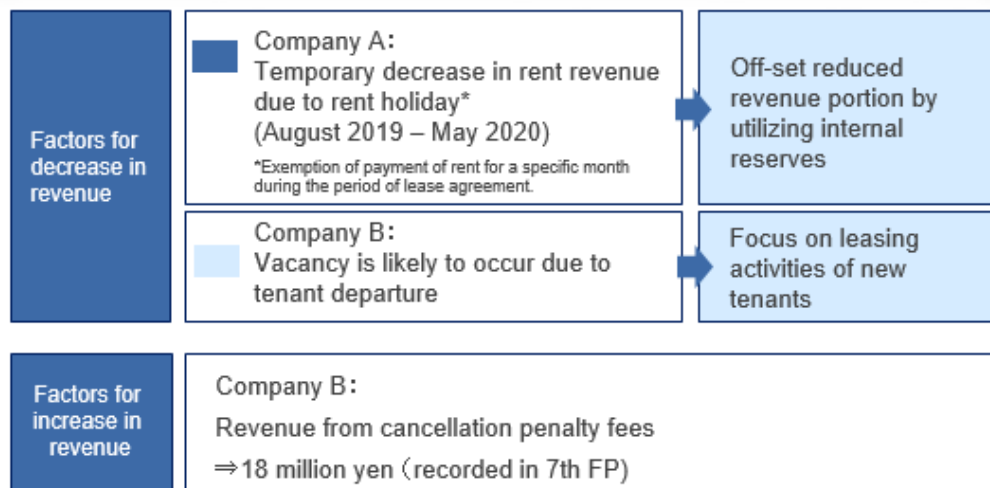 Factors for
decrease in
revenue
Company A:
Temporary decrease in rent revenue
due to rent holiday*
(August 2019 – May 2020)
*Exemption of payment of rent for a specific month
during the period of lease agreement.
Off-set reduced
revenue portion by
utilizing internal
reserves
Company B:
Vacancy is likely to occur due to
tenant departure
Focus on leasing
activities of new
tenants
Factors for
increase in
revenue
Company B:
Revenue from cancellation penalty fees
⇒18 million yen（recorded in 7th FP)